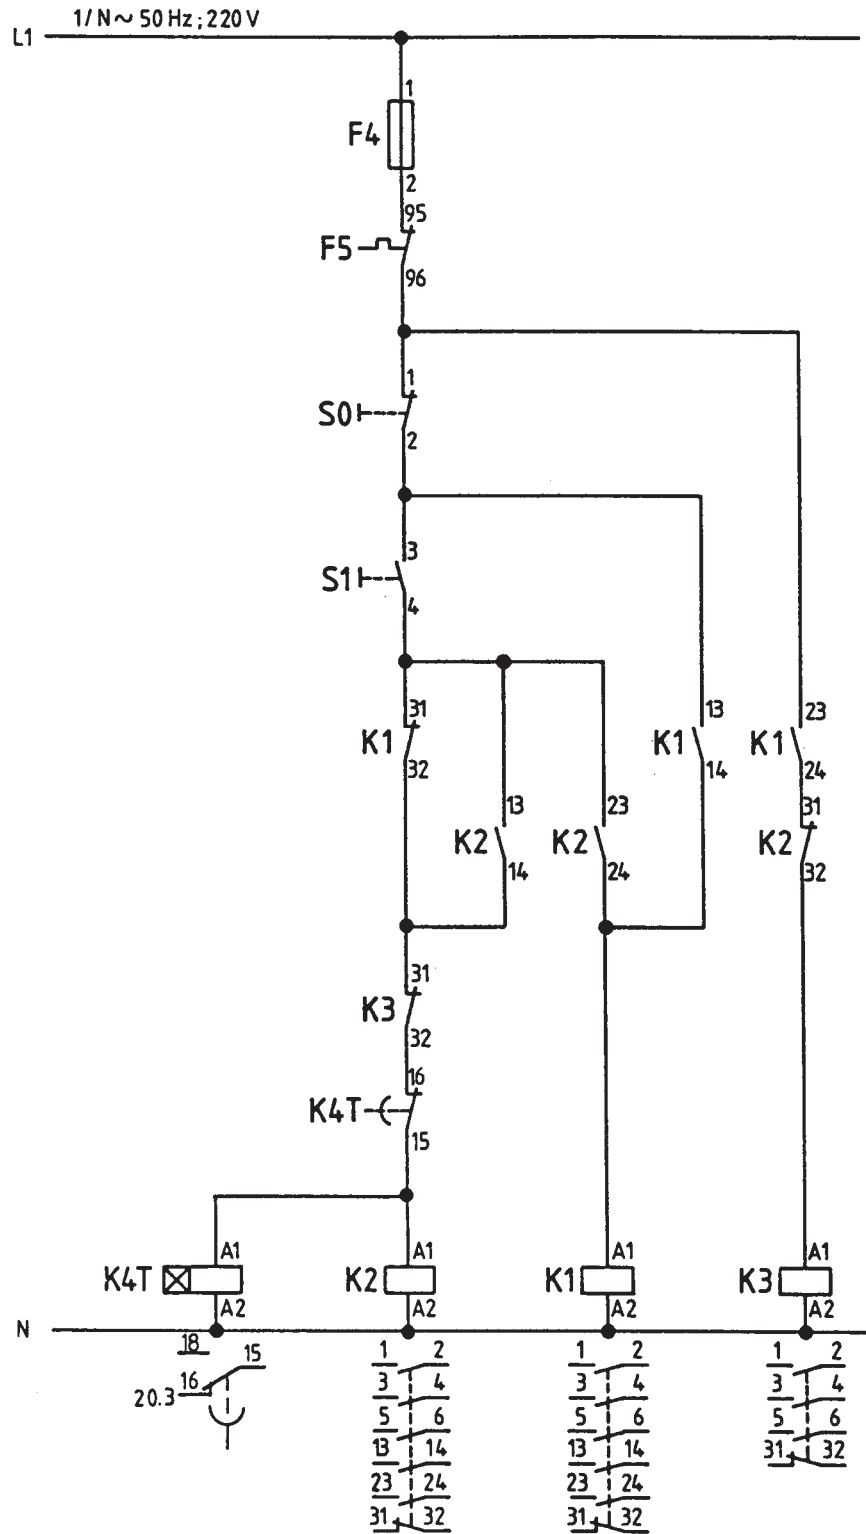 1/N~ 50 Hz; 220 V
L1
1
F4
2
95
F5
96
1
S0
2
3
S1
4
31
K1
32
13
K1
14
23
K1
24
13
K2
14
23
K2
24
31
K2
32
31
K3
32
16
K4T
15
A1 A1 A1 A1
K4T K2 K1 K3
A2 A2 A2 A2
N
18 15
20.3 16
1 2 1 2 1 2
3 4 3 4 3 4
5 6 5 6 5 6
13 14 13 14 31 32
23 24 23 24
31 32 31 32